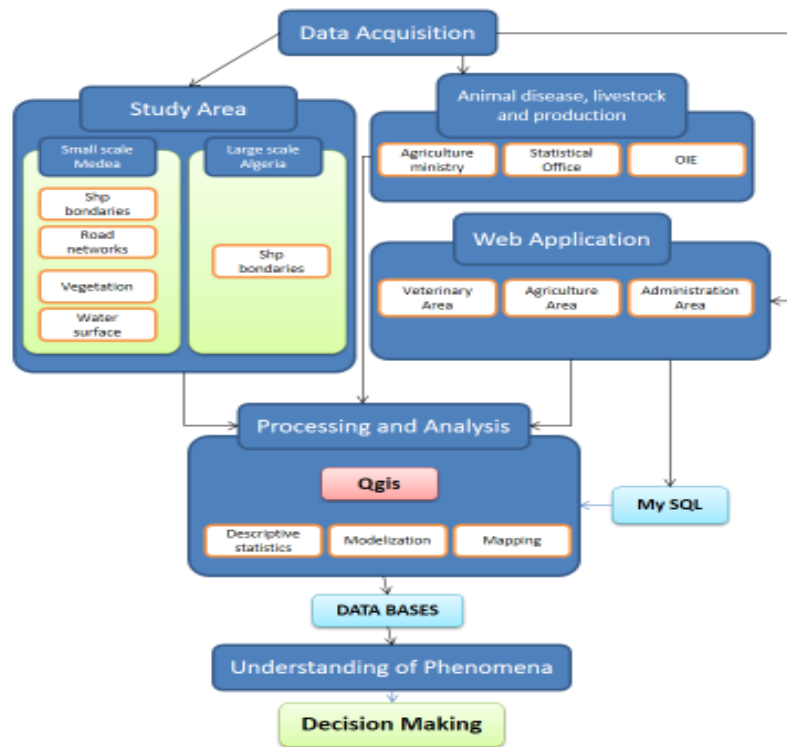 Data Acquisition
Study Area
Small scale
Medea
Shp
bondaries
Road
networks
Vegetation
Water
surface
Large scale
Algeria
Shp
bondaries
Animal disease, livestock
and production
Agriculture
ministry
Statistical
Office
OIE
Web Application
Veterinary
Area
Agriculture
Area
Administration
Area
Processing and Analysis
Qgis
Descriptive
statistics
Modelization
Mapping
My SQL
DATA BASES
Understanding of Phenomena
Decision Making